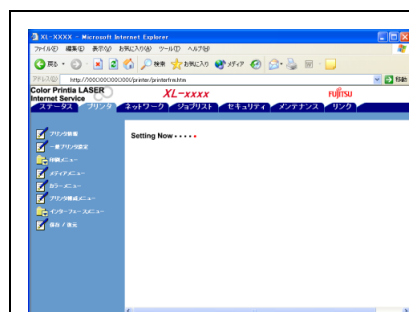 XL-XXXX - Microsoft Internet Explorer
ファイル(F) 編集(E) 表示(V) お気に入り(A) ツール(T) ヘルプ(H)
戻る 検索 お気に入り メディア
アドレス(D) http://XXX.XXX.XXX.XXX/printer/printerfrm.htm 移動
Color Printia LASER
Internet Service
XL-xxxx
FUJITSU
ステータス プリンタ ネットワーク ジョブリスト セキュリティ メンテナンス リンク
プリンタ情報
一般プリンタ設定
印刷メニュー
メディアメニュー
カラーメニュー
プリンタ構成メニュー
インターフェースメニュー
保存 / 復元
Setting Now • • • • •